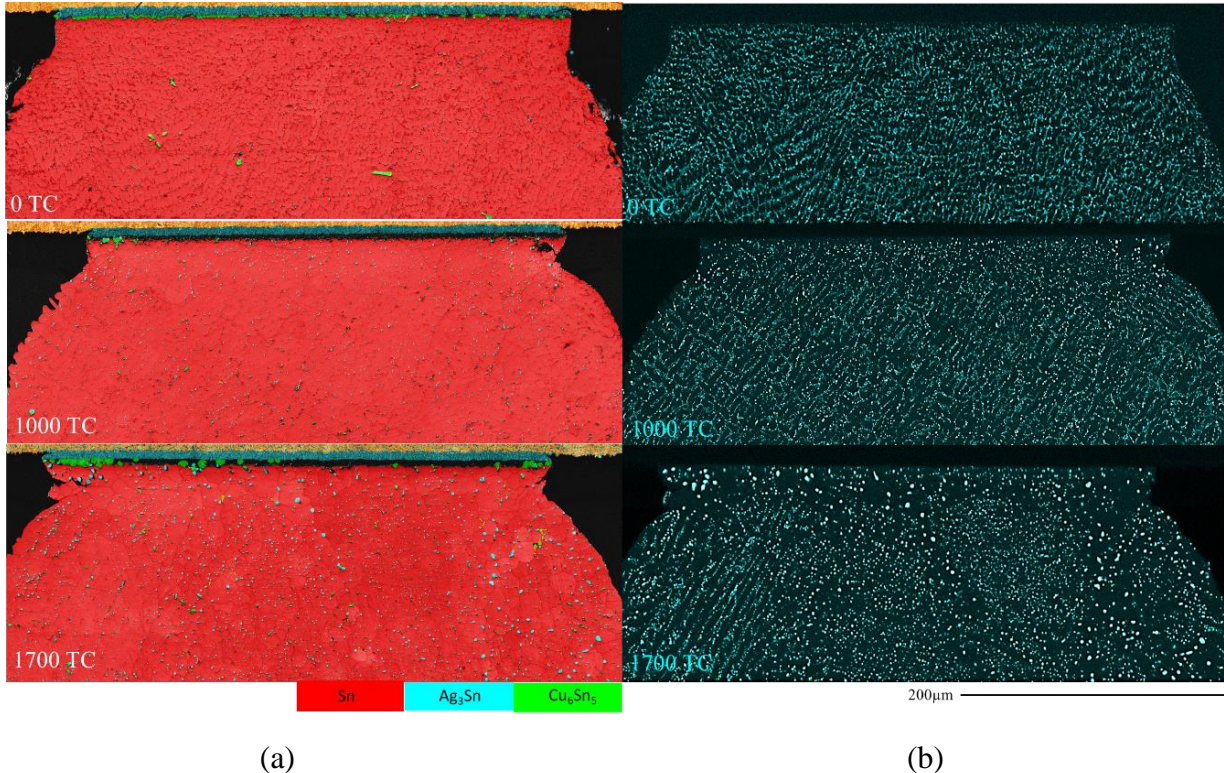 0 TC
0 TC
1000 TC
1000 TC
1700 TC
1700 TC
Sn
Ag₃Sn
Cu₆Sn₅
200μm
(a)
(b)